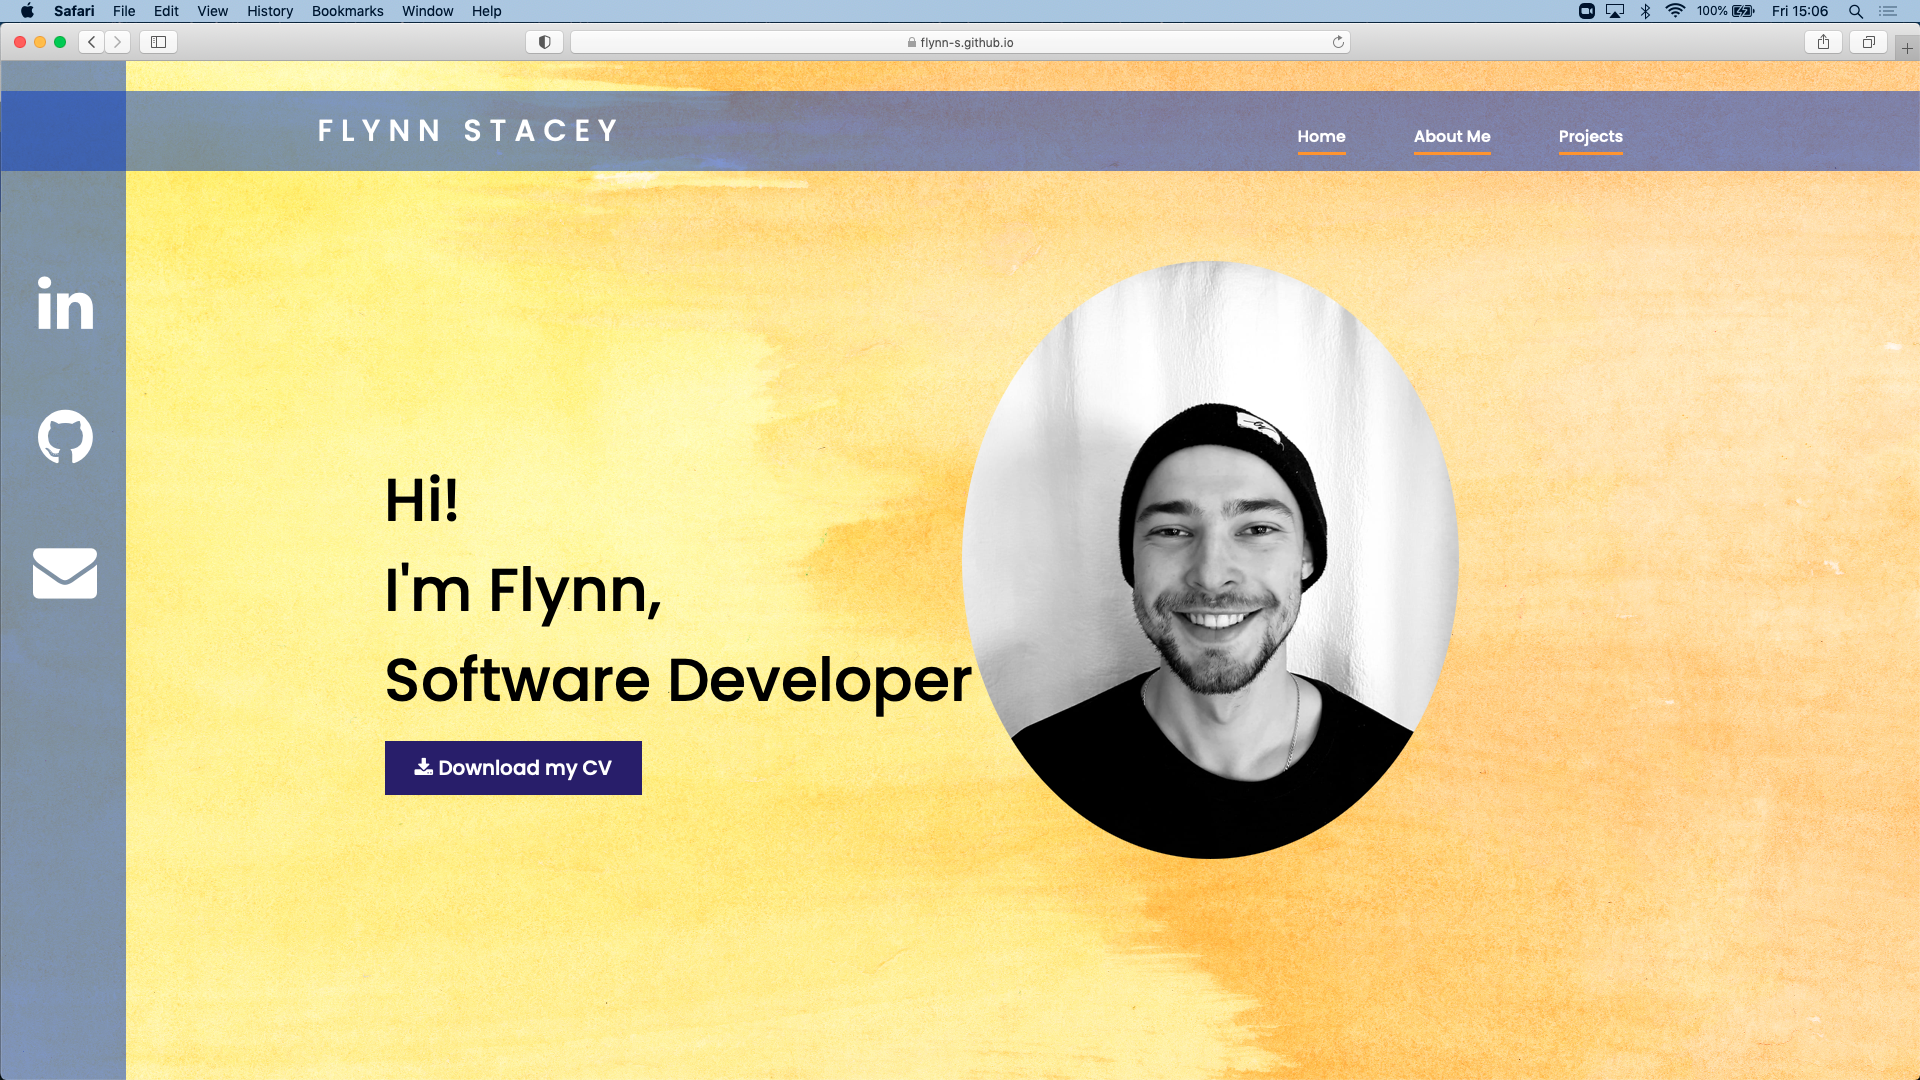 Safari File Edit View History Bookmarks Window Help 100% Fri 15:06
flynn-s.github.io
FLYNN STACEY
Home About Me Projects
in
Hi!
I'm Flynn,
Software Developer
Download my CV